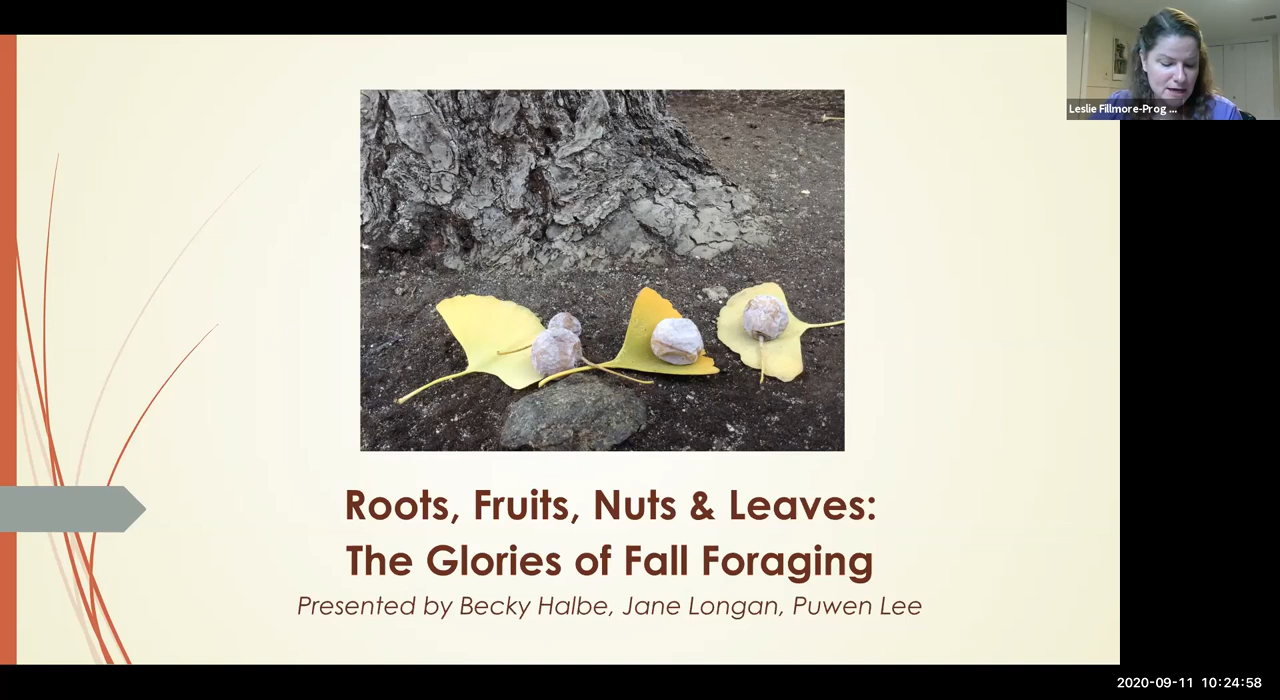 Leslie Fillmore-Prog ...
Roots, Fruits, Nuts & Leaves:
The Glories of Fall Foraging
Presented by Becky Halbe, Jane Longan, Puwen Lee
2020-09-11 10:24:58